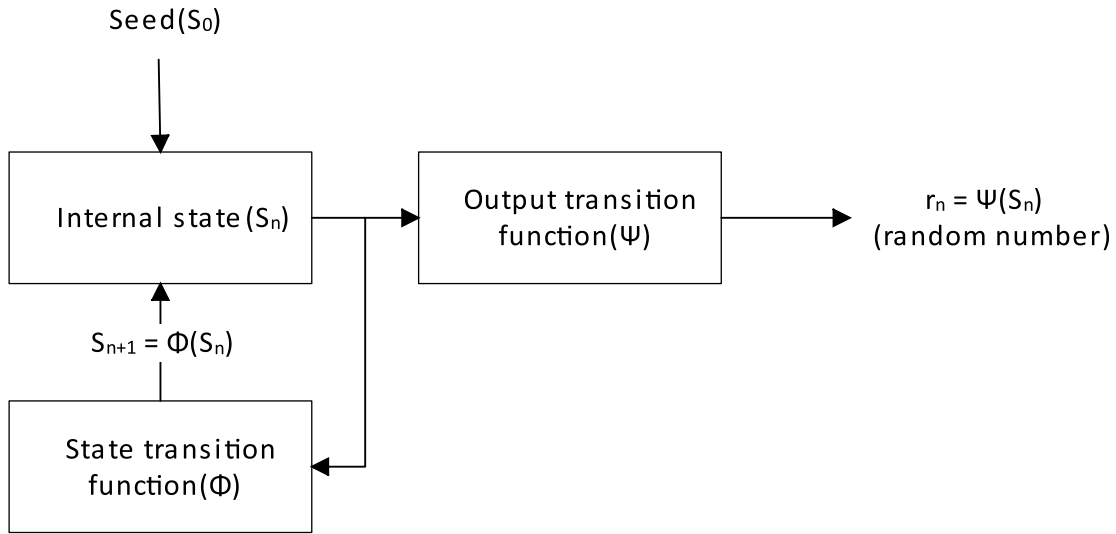 Seed(S₀)
Internal state(Sₙ)
Output transition
function(Ψ)
rₙ = Ψ(Sₙ)
(random number)
Sₙ₊₁ = Φ(Sₙ)
State transition
function(Φ)